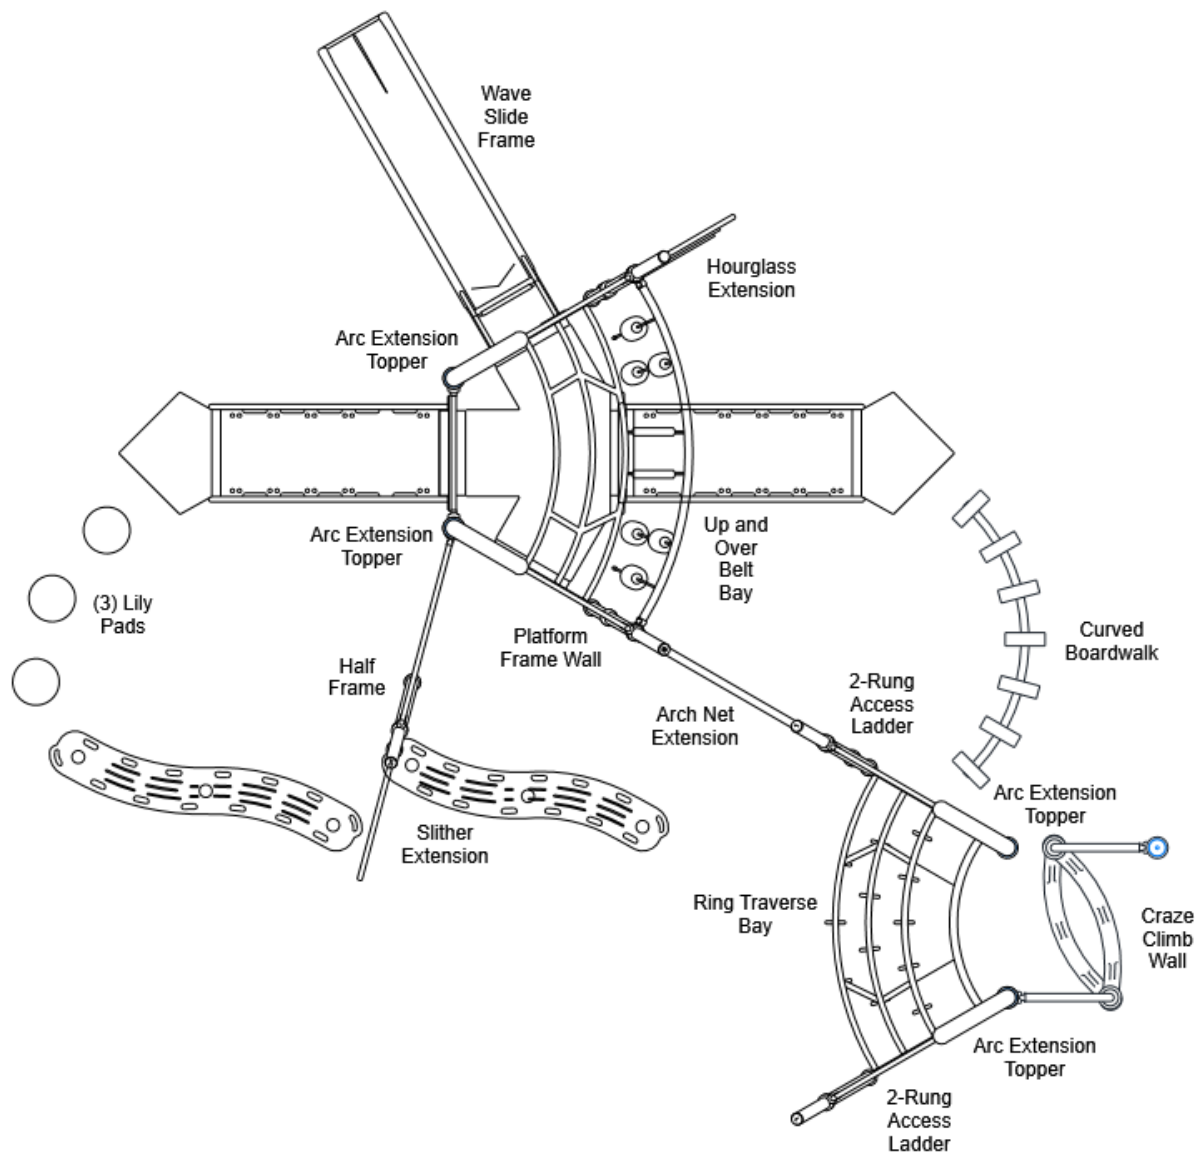 Wave
Slide
Frame
Hourglass
Extension
Arc Extension
Topper
Arc Extension
Topper
Up and
Over
Belt
Bay
(3) Lily
Pads
Platform
Frame Wall
Curved
Boardwalk
Half
Frame
2-Rung
Access
Ladder
Arch Net
Extension
Arc Extension
Topper
Slither
Extension
Ring Traverse
Bay
Craze
Climb
Wall
Arc Extension
Topper
2-Rung
Access
Ladder